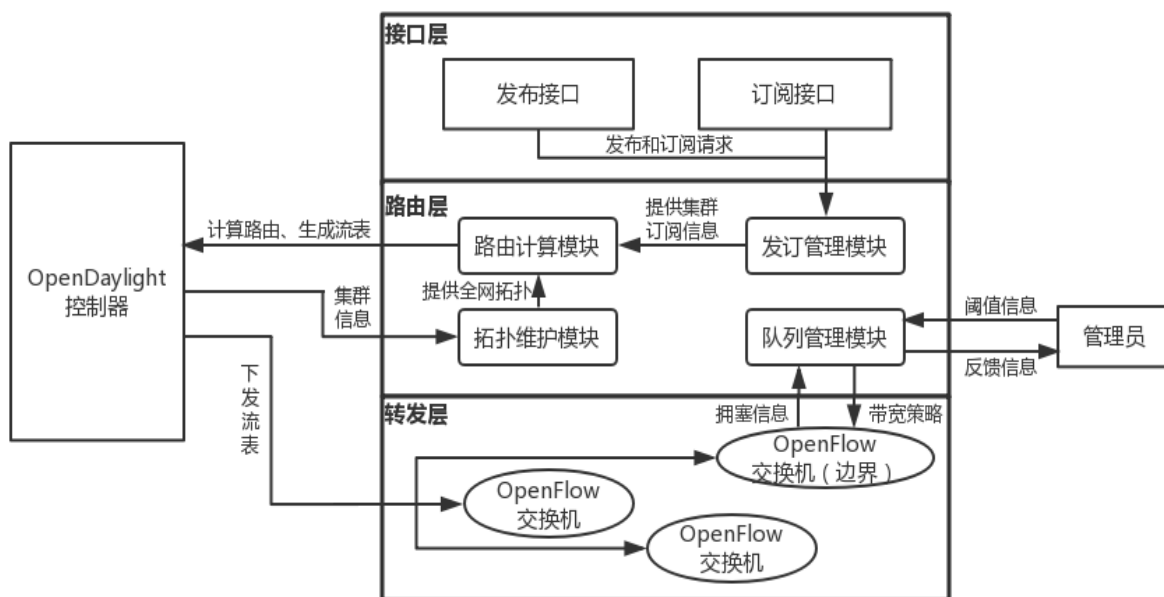 接口层
发布接口
订阅接口
发布和订阅请求
路由层
计算路由、生成流表
路由计算模块
提供集群
订阅信息
发订管理模块
OpenDaylight
控制器
集群
信息
提供全网拓扑
拓扑维护模块
队列管理模块
阈值信息
管理员
反馈信息
下
发
流
表
转发层
拥塞信息
带宽策略
OpenFlow
交换机（边界）
OpenFlow
交换机
OpenFlow
交换机